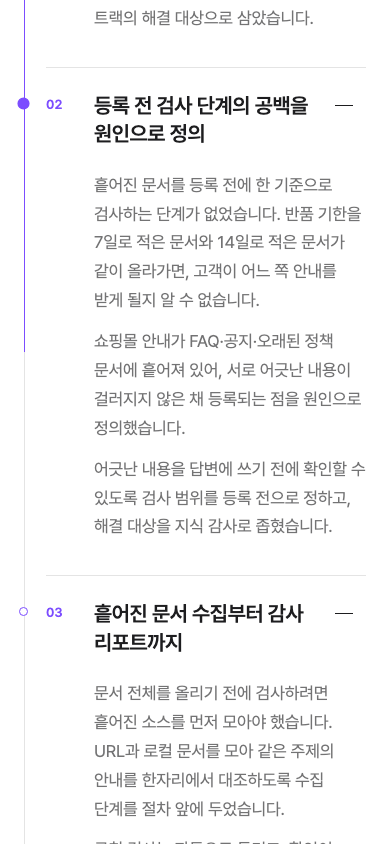 트랙의 해결 대상으로 삼았습니다.
02
등록 전 검사 단계의 공백을
원인으로 정의
흩어진 문서를 등록 전에 한 기준으로
검사하는 단계가 없었습니다. 반품 기한을
7일로 적은 문서와 14일로 적은 문서가
같이 올라가면, 고객이 어느 쪽 안내를
받게 될지 알 수 없습니다.
쇼핑몰 안내가 FAQ·공지·오래된 정책
문서에 흩어져 있어, 서로 어긋난 내용이
걸러지지 않은 채 등록되는 점을 원인으로
정의했습니다.
어긋난 내용을 답변에 쓰기 전에 확인할 수
있도록 검사 범위를 등록 전으로 정하고,
해결 대상을 지식 감사로 좁혔습니다.
03
흩어진 문서 수집부터 감사
리포트까지
문서 전체를 올리기 전에 검사하려면
흩어진 소스를 먼저 모아야 했습니다.
URL과 로컬 문서를 모아 같은 주제의
안내를 한자리에서 대조하도록 수집
단계를 절차 앞에 두었습니다.